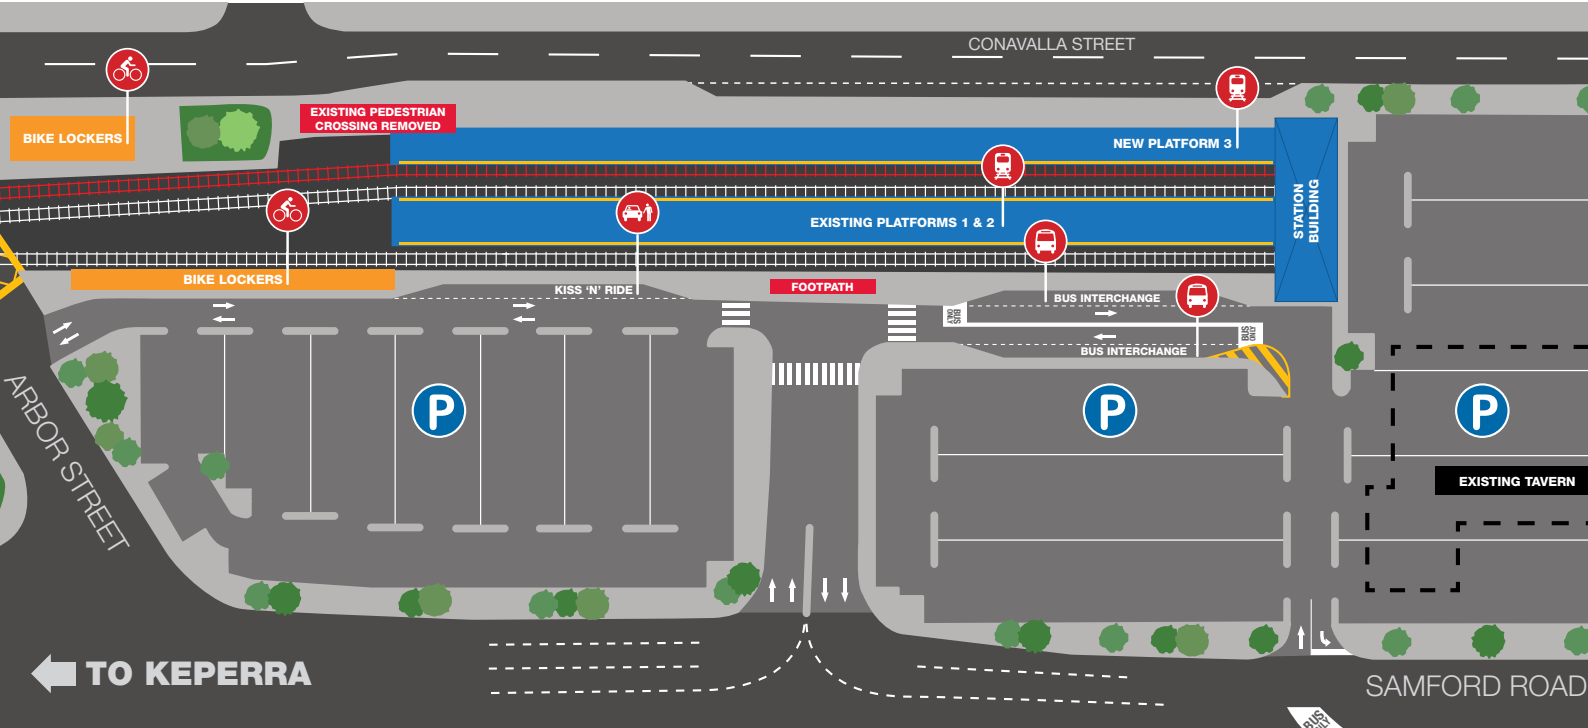 CONAVALLA STREET
EXISTING PEDESTRIAN
CROSSING REMOVED
BIKE LOCKERS
NEW PLATFORM 3
STATION
BUILDING
EXISTING PLATFORMS 1 & 2
BIKE LOCKERS
KISS ‘N’ RIDE
FOOTPATH
BUS INTERCHANGE
BUS
ONLY
BUS
ONLY
BUS INTERCHANGE
ARBOR STREET
P
P
P
EXISTING TAVERN
TO KEPERRA
SAMFORD ROAD
BUS